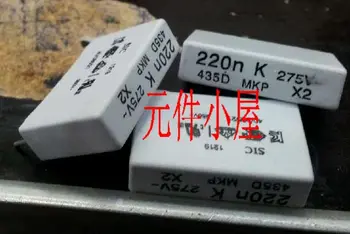 220n K 275V~
435D MKP X2
220n K 275V~
435D MKP
X2
元件小屋
SIC
1219
220n K 275V~
435D MKP
X2